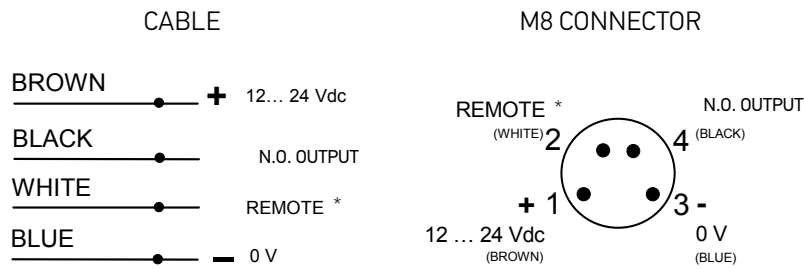 CABLE
BROWN
+ 12... 24 Vdc
BLACK
N.O. OUTPUT
WHITE
REMOTE *
BLUE
- 0 V
M8 CONNECTOR
REMOTE *
(WHITE) 2
N.O. OUTPUT
4 (BLACK)
+ 1
12 ... 24 Vdc
(BROWN)
3 -
0 V
(BLUE)